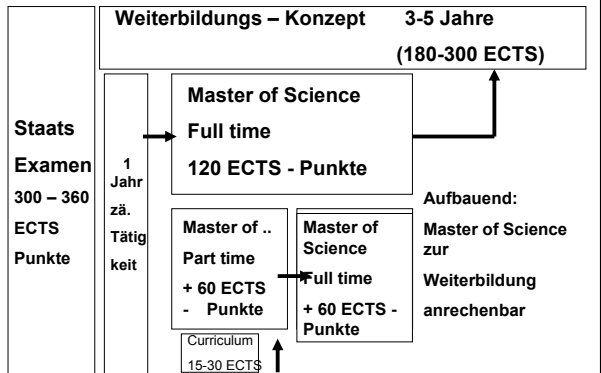 Weiterbildungs – Konzept 3-5 Jahre
(180-300 ECTS)
Staats
Examen
300 – 360
ECTS
Punkte
1
Jahr
zä.
Tätig
keit
Master of Science
Full time
120 ECTS - Punkte
Master of ..
Part time
+ 60 ECTS
- Punkte
Master of
Science
Full time
+ 60 ECTS -
Punkte
Curriculum
15-30 ECTS
Aufbauend:
Master of Science
zur
Weiterbildung
anrechenbar